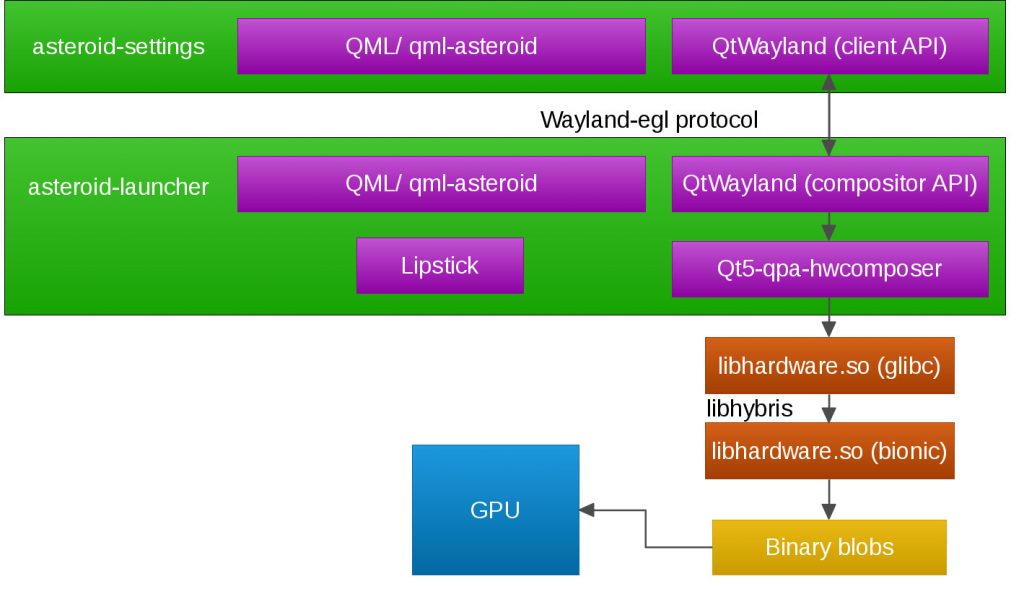 asteroid-settings
QML/ qml-asteroid
QtWayland (client API)
Wayland-egl protocol
asteroid-launcher
QML/ qml-asteroid
QtWayland (compositor API)
Lipstick
Qt5-qpa-hwcomposer
libhardware.so (glibc)
libhybris
libhardware.so (bionic)
GPU
Binary blobs